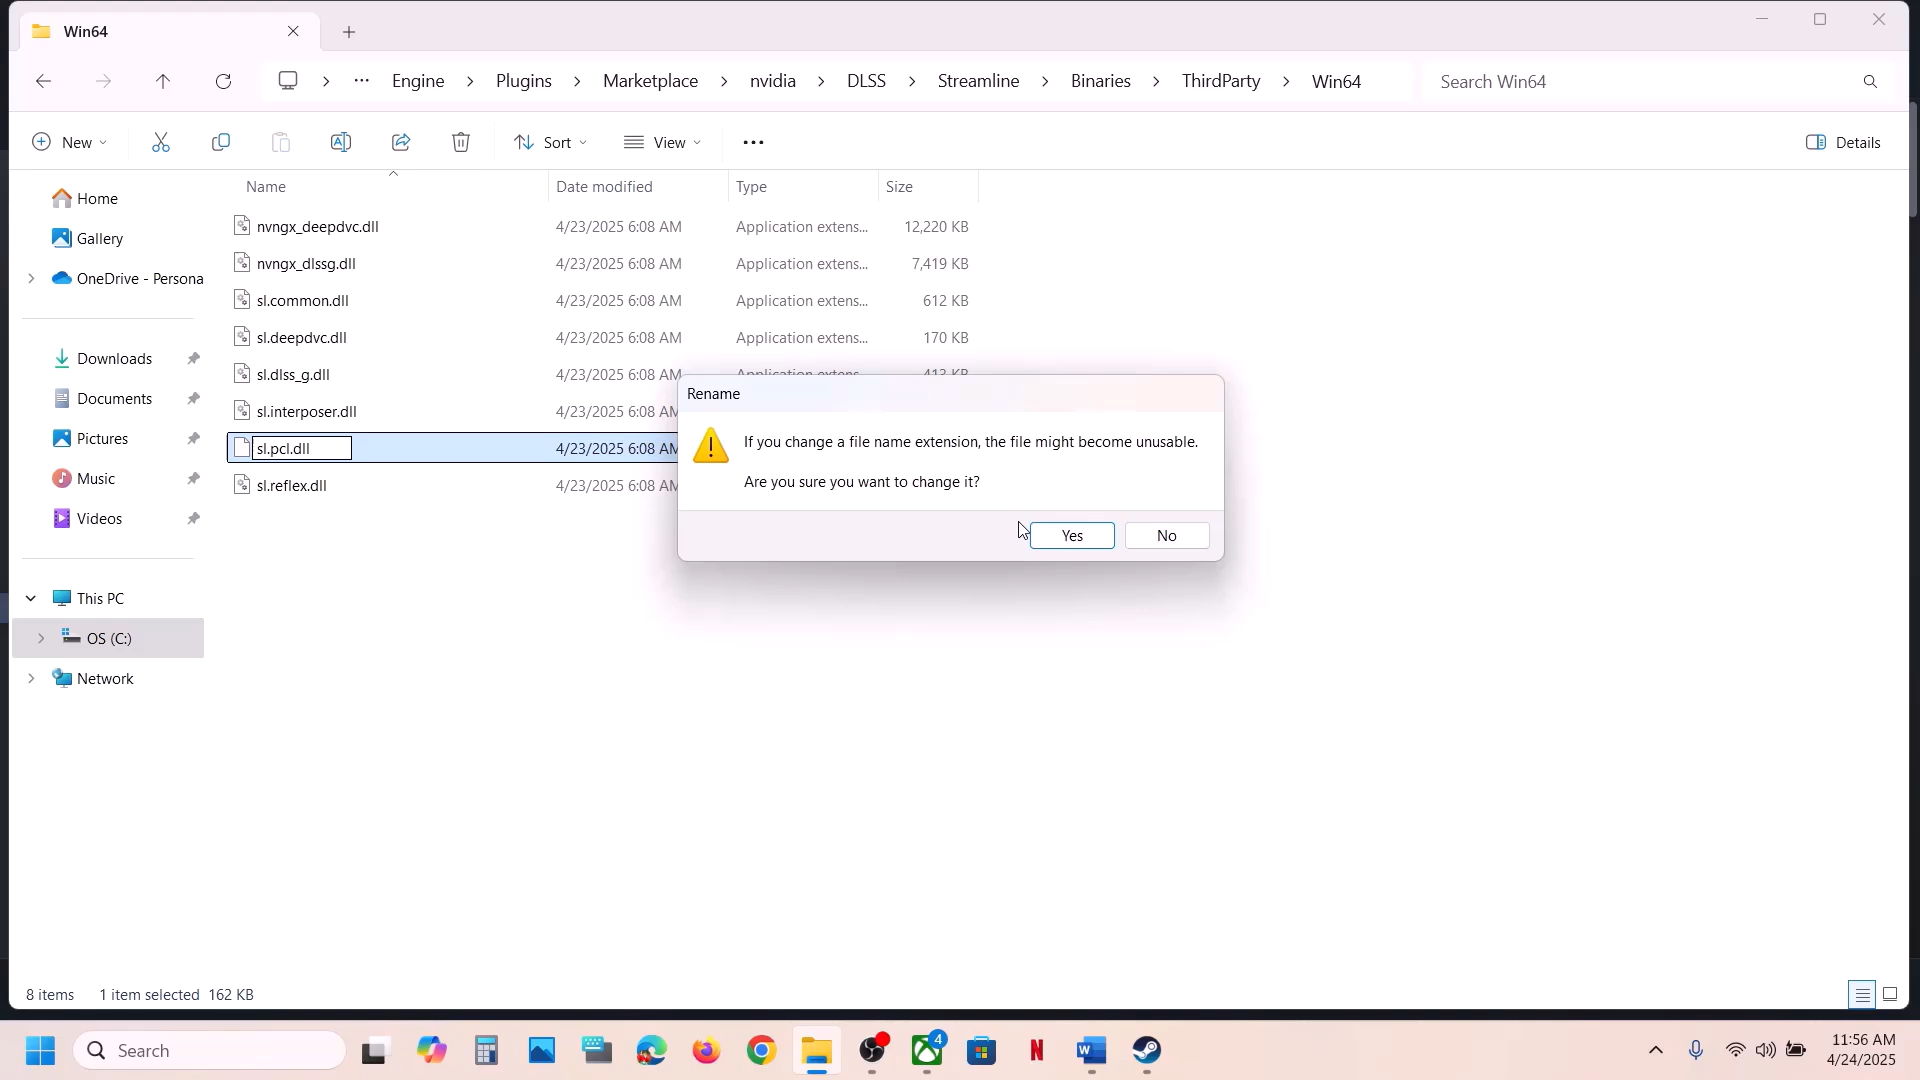 Win64
Engine > Plugins > Marketplace > nvidia > DLSS > Streamline > Binaries > ThirdParty > Win64
Search Win64
New
Sort
View
Details
Name Date modified Type Size
Home
Gallery
OneDrive - Persona
Downloads
Documents
Pictures
Music
Videos
This PC
OS (C:)
Network
nvngx_deepdvc.dll 4/23/2025 6:08 AM Application extens... 12,220 KB
nvngx_dlssg.dll 4/23/2025 6:08 AM Application extens... 7,419 KB
sl.common.dll 4/23/2025 6:08 AM Application extens... 612 KB
sl.deepdvc.dll 4/23/2025 6:08 AM Application extens... 170 KB
sl.dlss_g.dll 4/23/2025 6:08 AM Application extens... 413 KB
sl.interposer.dll 4/23/2025 6:08 AM
sl.pcl.dll 4/23/2025 6:08 AM
sl.reflex.dll 4/23/2025 6:08 AM
Rename
If you change a file name extension, the file might become unusable.
Are you sure you want to change it?
Yes No
8 items 1 item selected 162 KB
Search
4
11:56 AM
4/24/2025